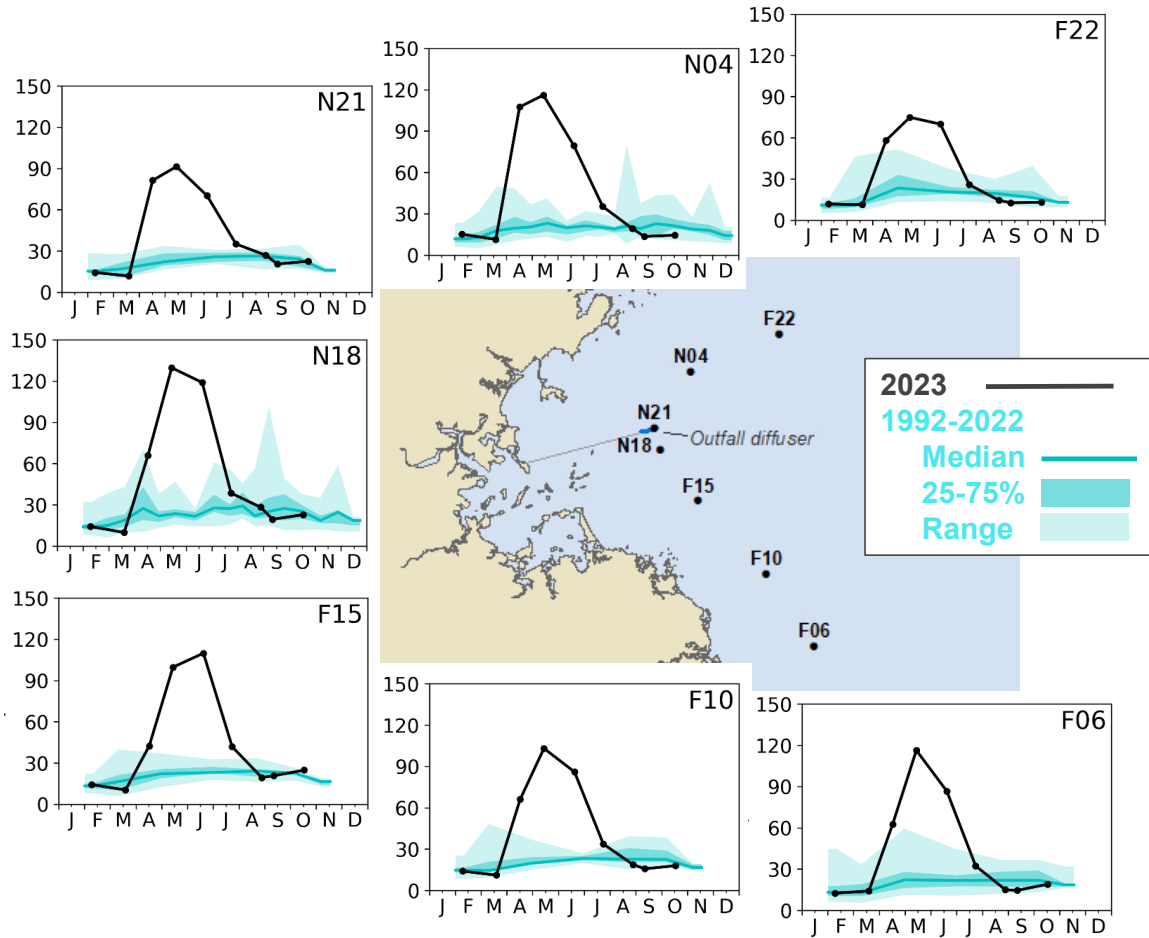 N21
150
120
90
60
30
0
J F M A M J J A S O N D
N04
150
120
90
60
30
0
J F M A M J J A S O N D
F22
150
120
90
60
30
0
J F M A M J J A S O N D
N18
150
120
90
60
30
0
J F M A M J J A S O N D
F22
N04
N21
Outfall diffuser
N18
F15
F10
F06
2023
1992-2022
Median
25-75%
Range
F15
150
120
90
60
30
0
J F M A M J J A S O N D
F10
150
120
90
60
30
0
J F M A M J J A S O N D
F06
150
120
90
60
30
0
J F M A M J J A S O N D